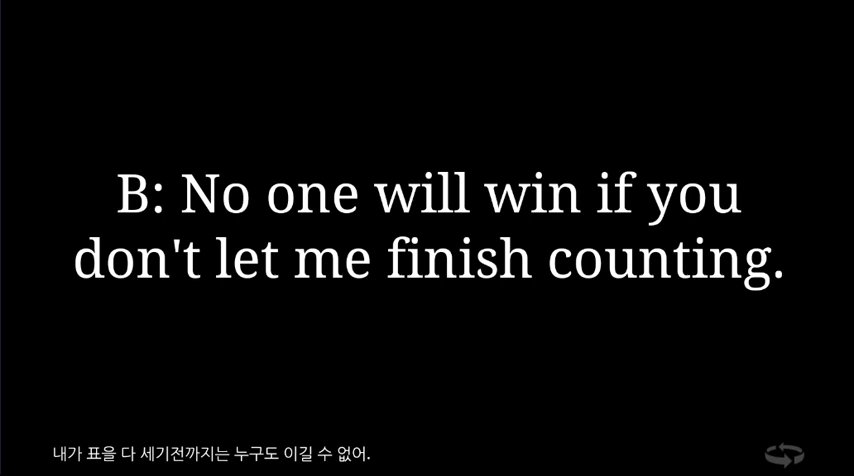 B: No one will win if you
don't let me finish counting.
내가 표을 다 세기전까지는 누구도 이길 수 없어.